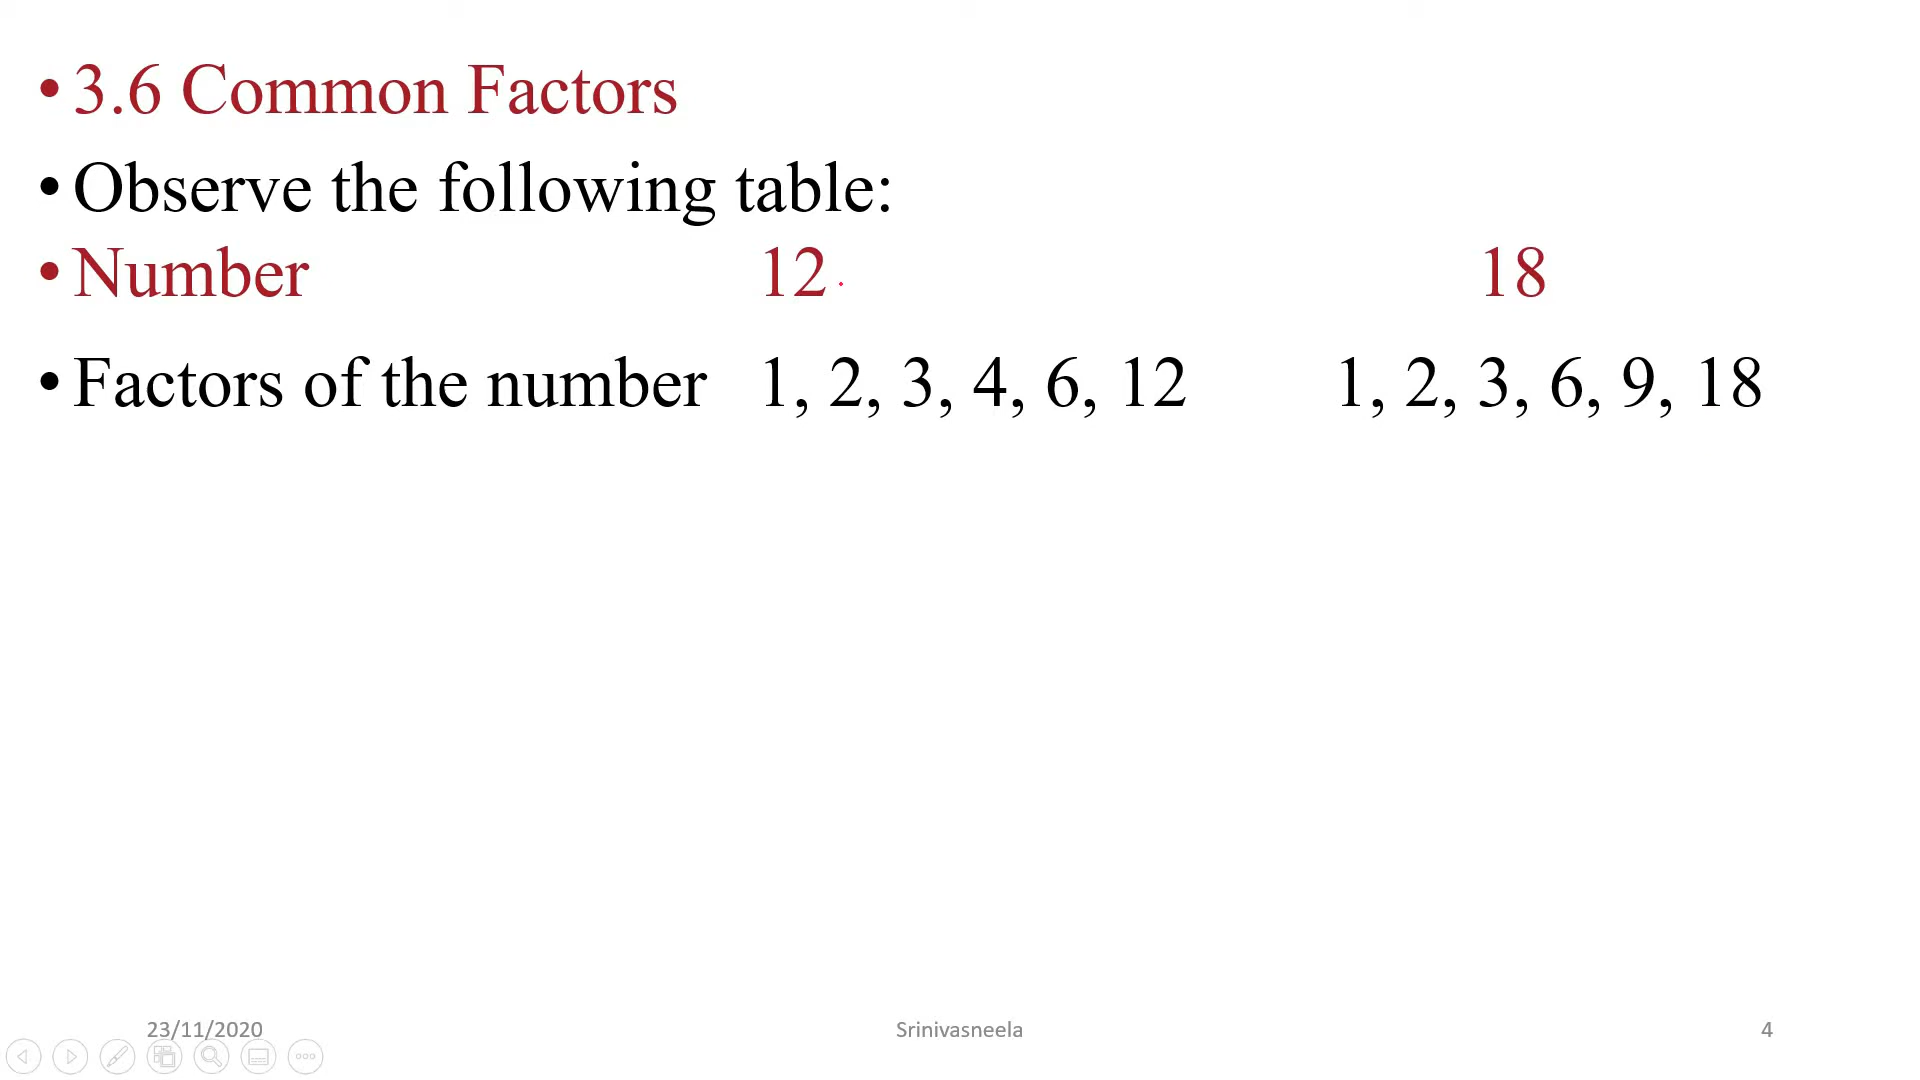 • 3.6 Common Factors
• Observe the following table:
• Number 12 18
• Factors of the number 1, 2, 3, 4, 6, 12 1, 2, 3, 6, 9, 18
23/11/2020 Srinivasneela 4